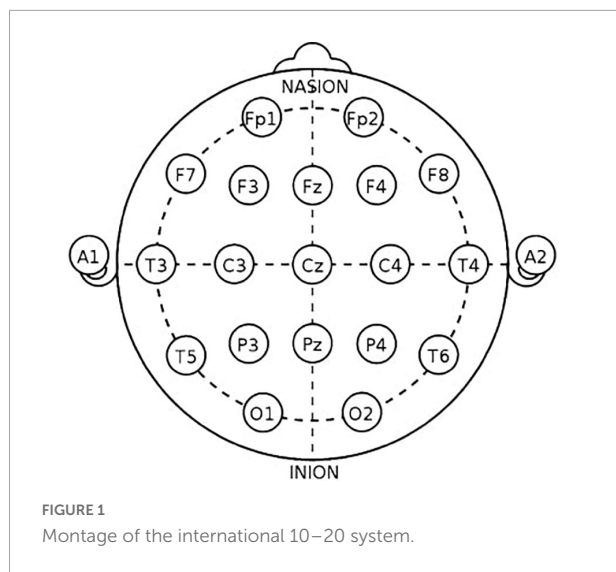 NASION
Fp1 Fp2
F7 F3 Fz F4 F8
A1 T3 C3 Cz C4 T4 A2
T5 P3 Pz P4 T6
O1 O2
INION
FIGURE 1
Montage of the international 10–20 system.